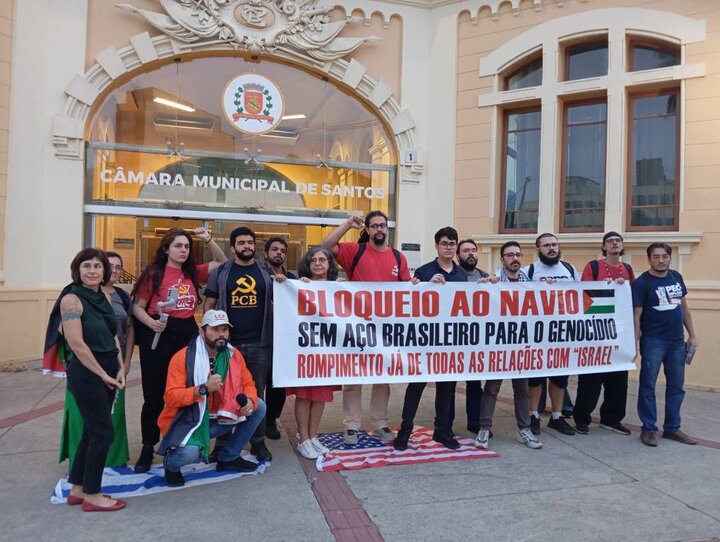 CÂMARA MUNICIPAL DE SANTOS
1
PCB
BLOQUEIO AO NAVIO
SEM AÇO BRASILEIRO PARA O GENOCÍDIO
ROMPIMENTO JÁ DE TODAS AS RELAÇÕES COM "ISRAEL"